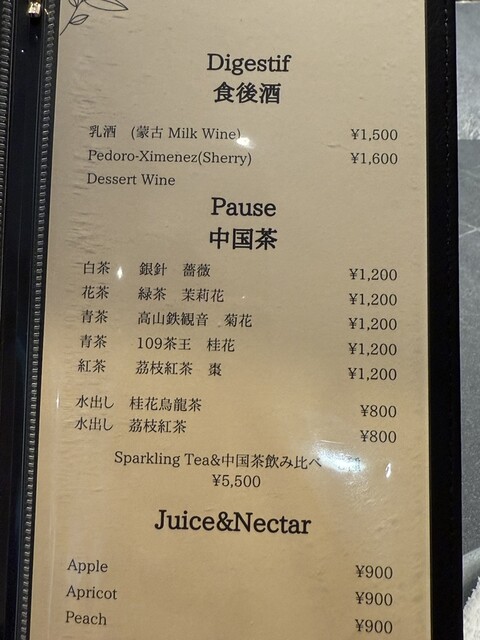 Digestif
食後酒
乳酒 (蒙古 Milk Wine) ¥1,500
Pedoro-Ximenez(Sherry) ¥1,600
Dessert Wine
Pause
中国茶
白茶 銀針 薔薇 ¥1,200
花茶 緑茶 茉莉花 ¥1,200
青茶 高山鉄観音 菊花 ¥1,200
青茶 109茶王 桂花 ¥1,200
紅茶 茘枝紅茶 棗 ¥1,200
水出し 桂花烏龍茶 ¥800
水出し 茘枝紅茶 ¥800
Sparkling Tea&中国茶飲み比べ
¥5,500
Juice&Nectar
Apple ¥900
Apricot ¥900
Peach ¥900